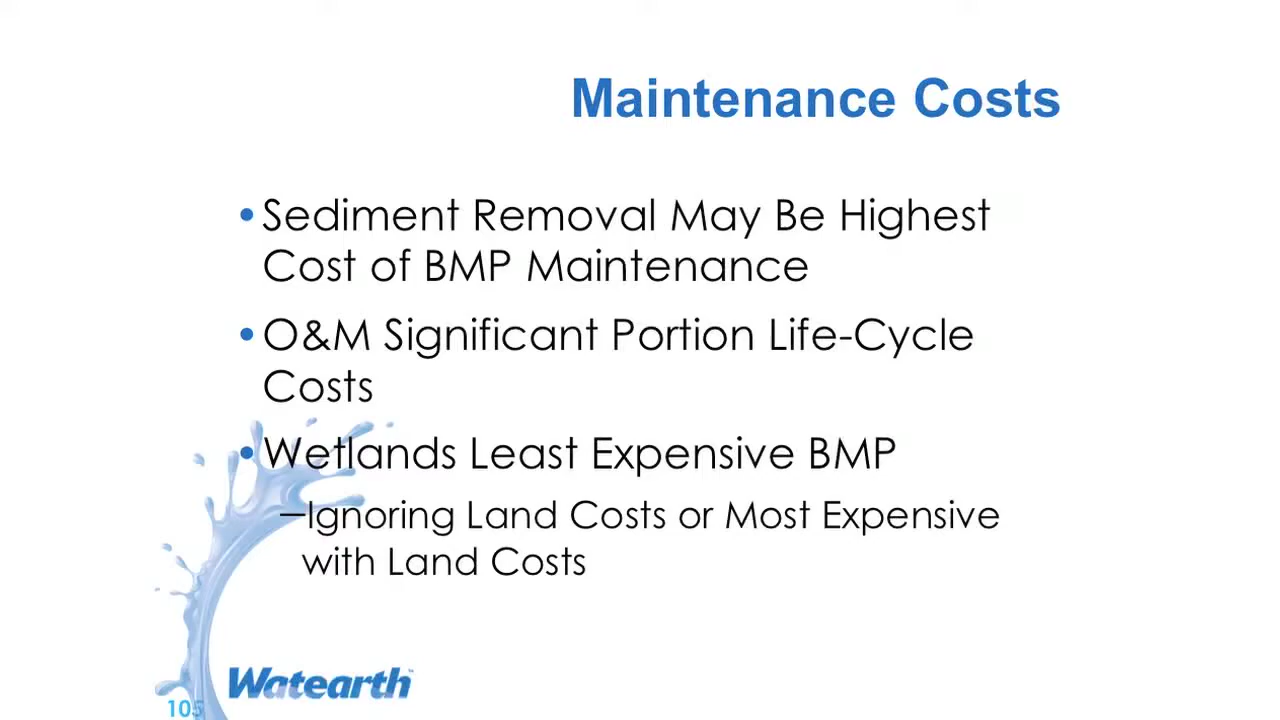 Maintenance Costs
•Sediment Removal May Be Highest
Cost of BMP Maintenance
•O&M Significant Portion Life-Cycle
Costs
•Wetlands Least Expensive BMP
–Ignoring Land Costs or Most Expensive
with Land Costs
Watearth™
105